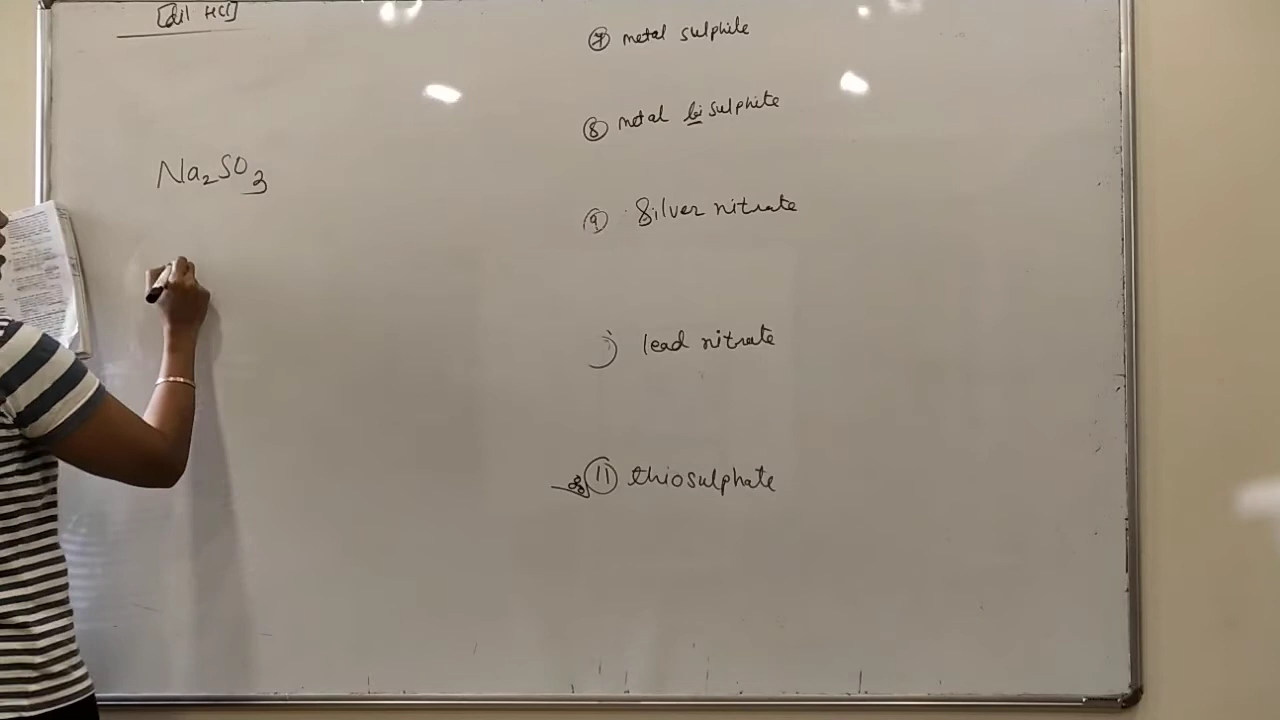 [dil HCl]
⑦ metal sulphite
⑧ metal bisulphite
Na₂SO₃
⑨ Silver nitrate
lead nitrate
⑪ thiosulphate